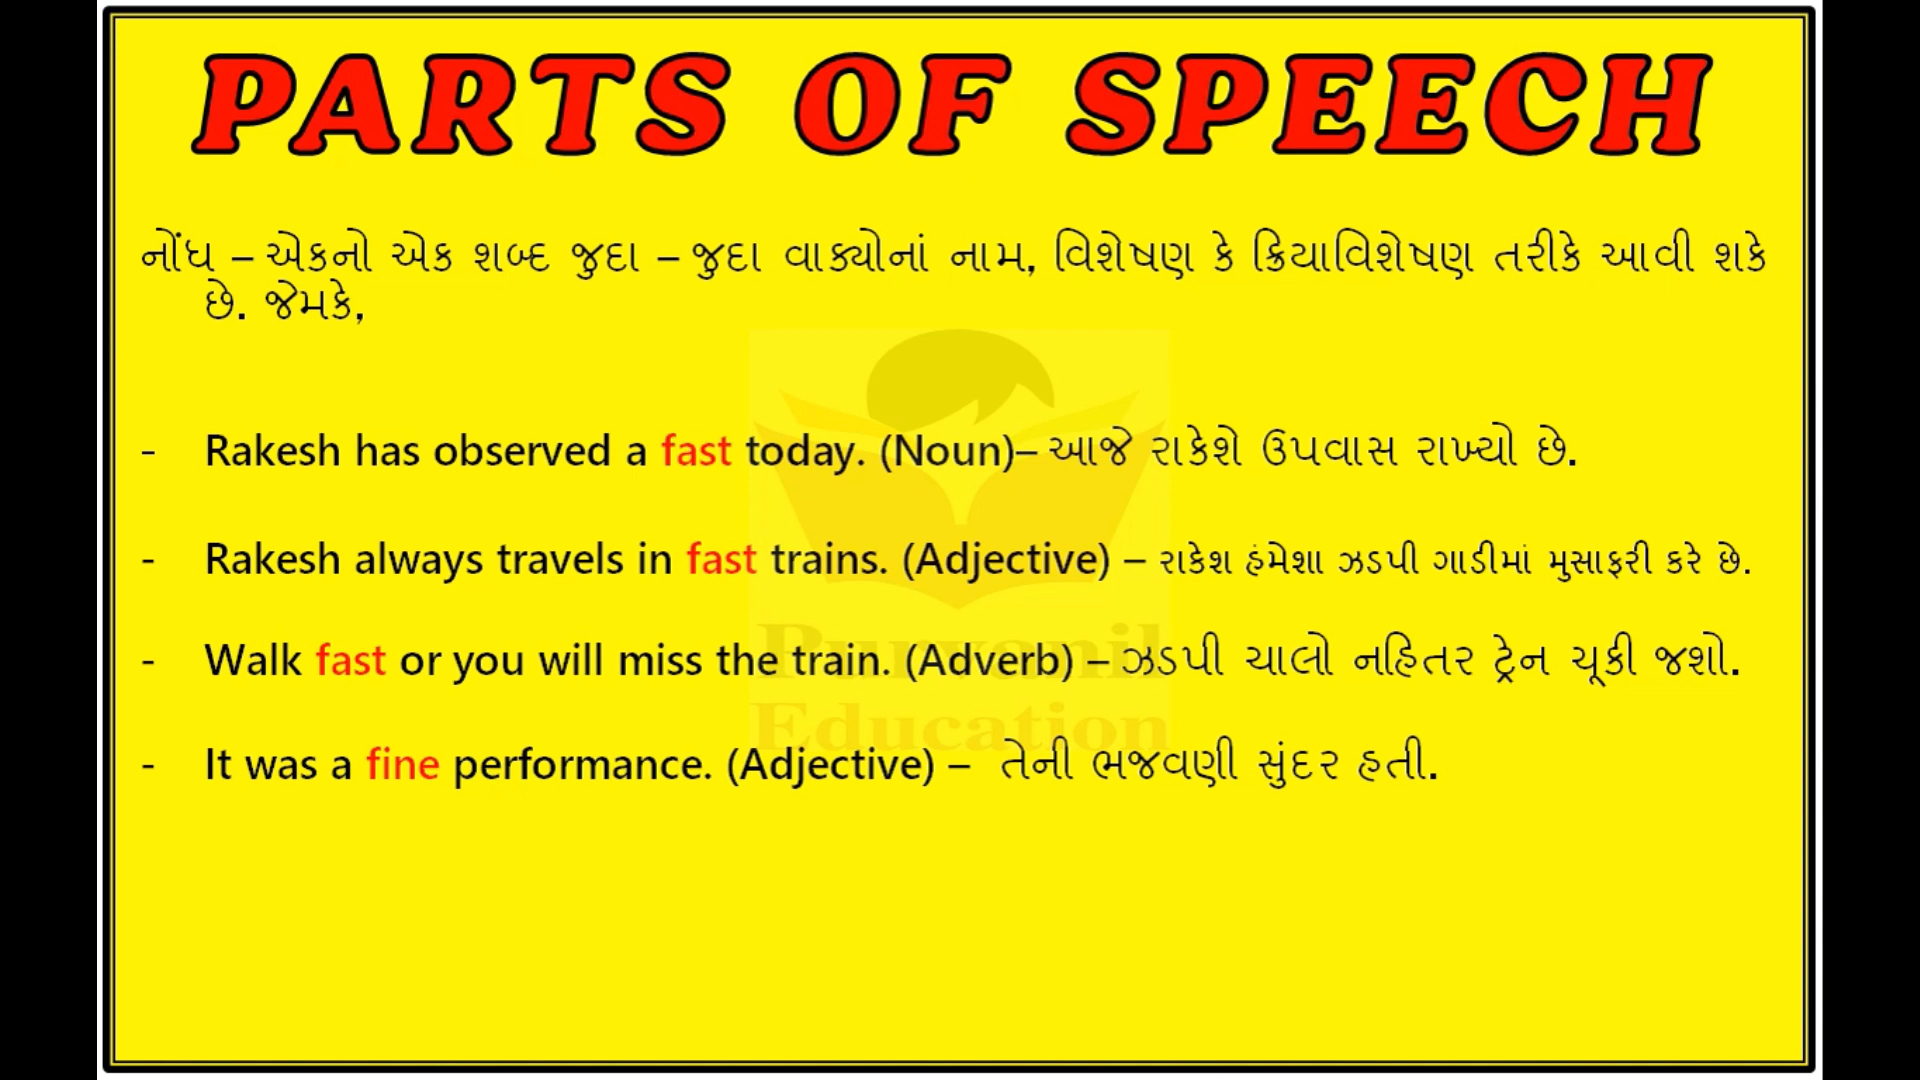 PARTS OF SPEECH
નોંધ – એકનો એક શબ્દ જુદા – જુદા વાક્યોનાં નામ, વિશેષણ કે ક્રિયાવિશેષણ તરીકે આવી શકે
છે. જેમકે,
- Rakesh has observed a fast today. (Noun)– આજે રાકેશે ઉપવાસ રાખ્યો છે.
- Rakesh always travels in fast trains. (Adjective) – રાકેશ હંમેશા ઝડપી ગાડીમાં મુસાફરી કરે છે.
- Walk fast or you will miss the train. (Adverb) – ઝડપી ચાલો નહિતર ટ્રેન ચૂકી જશો.
- It was a fine performance. (Adjective) – તેની ભજવણી સુંદર હતી.
Purvanil
Education